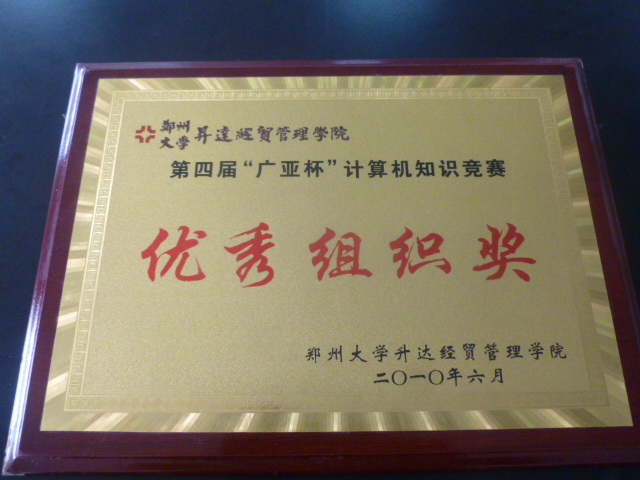 郑州大学 昇達經貿管理學院
第四届“广亚杯”计算机知识竞赛
优秀组织奖
郑州大学升达经贸管理学院
二〇一〇年六月